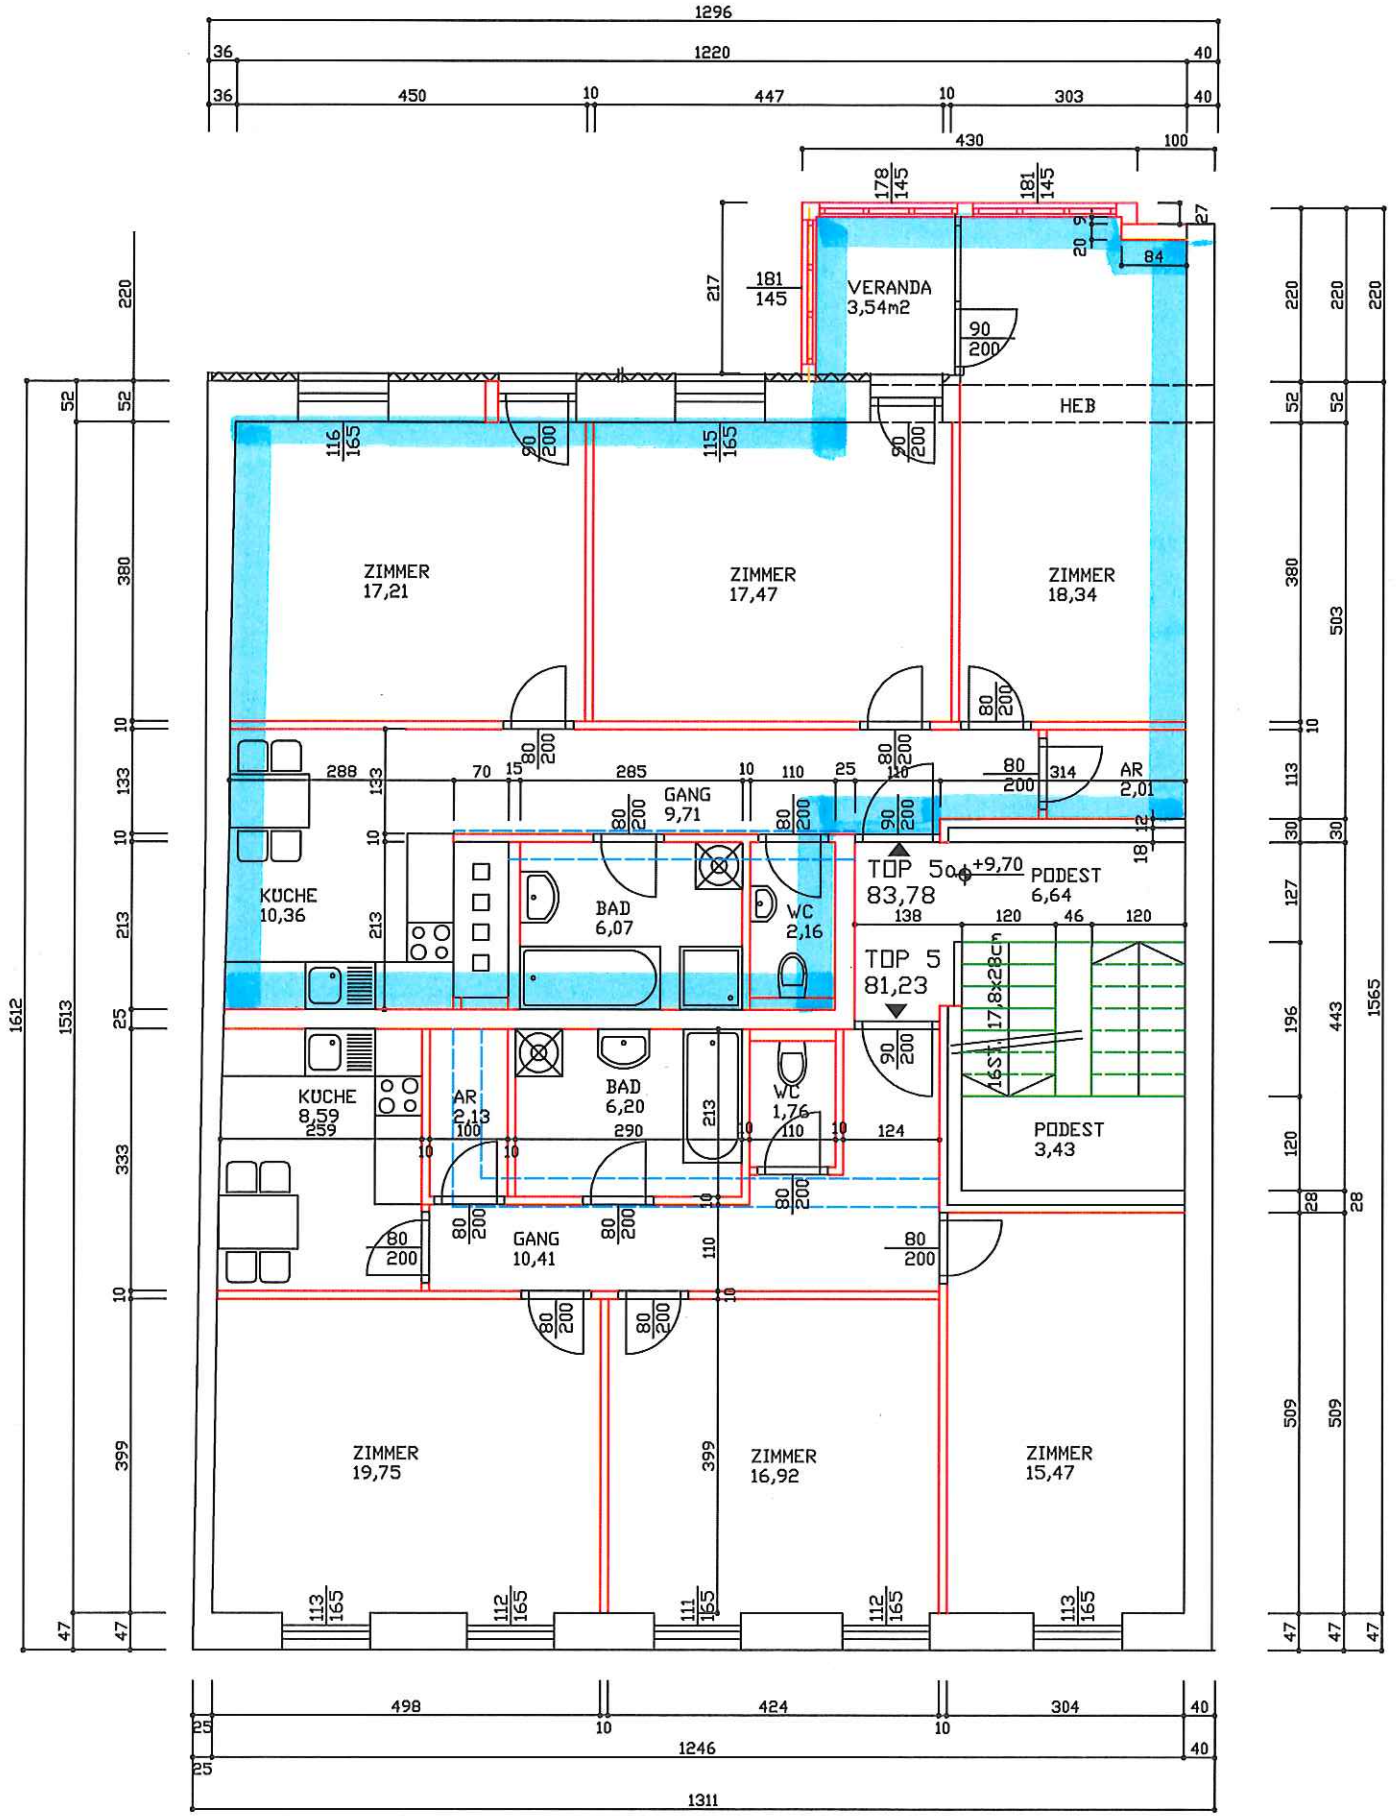 1296
36 1220 40
36 450 10 447 10 303 40
430 100
178 181
145 145
27
9
20
84
181
145
217
VERANDA
3,54m2
90
200
220 220 220 220
HEB
52 52 52 52
116 90 115 90
165 200 165 200
ZIMMER ZIMMER ZIMMER
17,21 17,47 18,34
380 380 503
80
200
10 10
80 80
200 200
288 133 70 15 285 10 110 25 110 80 314 AR
200 2,01
133 113
GANG
9,71
80 80 90
200 200 200
10 10 12 30 30
18
TOP 5a +9,70 PODEST
83,78 6,64
KÜCHE BAD WC
10,36 6,07 2,16
213 213 127
138 120 46 120
TOP 5
81,23
16ST. 17,8x28cm
1612 1513 25 196 443 1565
90
200
KÜCHE AR BAD WC
8,59 2,13 6,20 1,76
213
259 100 290 10 110 10 124
10 10
PODEST
3,43
333 120
80 80 80
200 200 200
10
28 28
80 GANG 110 80
200 10,41 200
10 10
80 80
200 200
509 509
399 399
ZIMMER ZIMMER ZIMMER
19,75 16,92 15,47
113 112 111 112 113
165 165 165 165 165
47 47 47 47 47
498 424 304 40
25 10 10
1246 40
25
1311